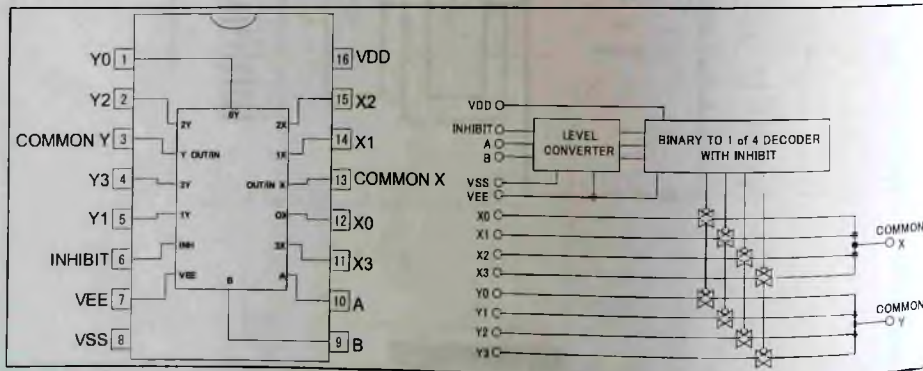 Y0 1
Y2 2
COMMON Y 3
Y3 4
Y1 5
INHIBIT 6
VEE 7
VSS 8
16 VDD
15 X2
14 X1
13 COMMON X
12 X0
11 X3
10 A
9 B
2Y
Y OUT/IN
1Y
INH
VEE
B
2X
1X
OUT/IN X
0X
3X
A
VDD
INHIBIT
A
B
VSS
VEE
LEVEL
CONVERTER
BINARY TO 1 of 4 DECODER
WITH INHIBIT
X0
X1
X2
X3
Y0
Y1
Y2
Y3
COMMON
X
COMMON
Y